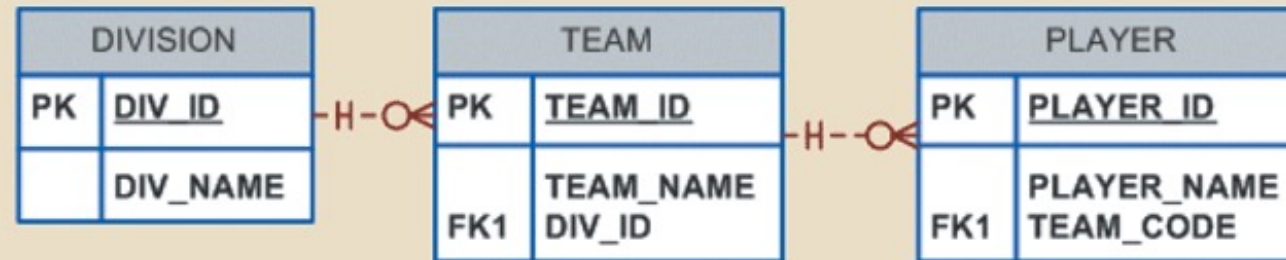 DIVISION
PK DIV_ID
DIV_NAME
TEAM
PK TEAM_ID
TEAM_NAME
FK1 DIV_ID
PLAYER
PK PLAYER_ID
PLAYER_NAME
FK1 TEAM_CODE